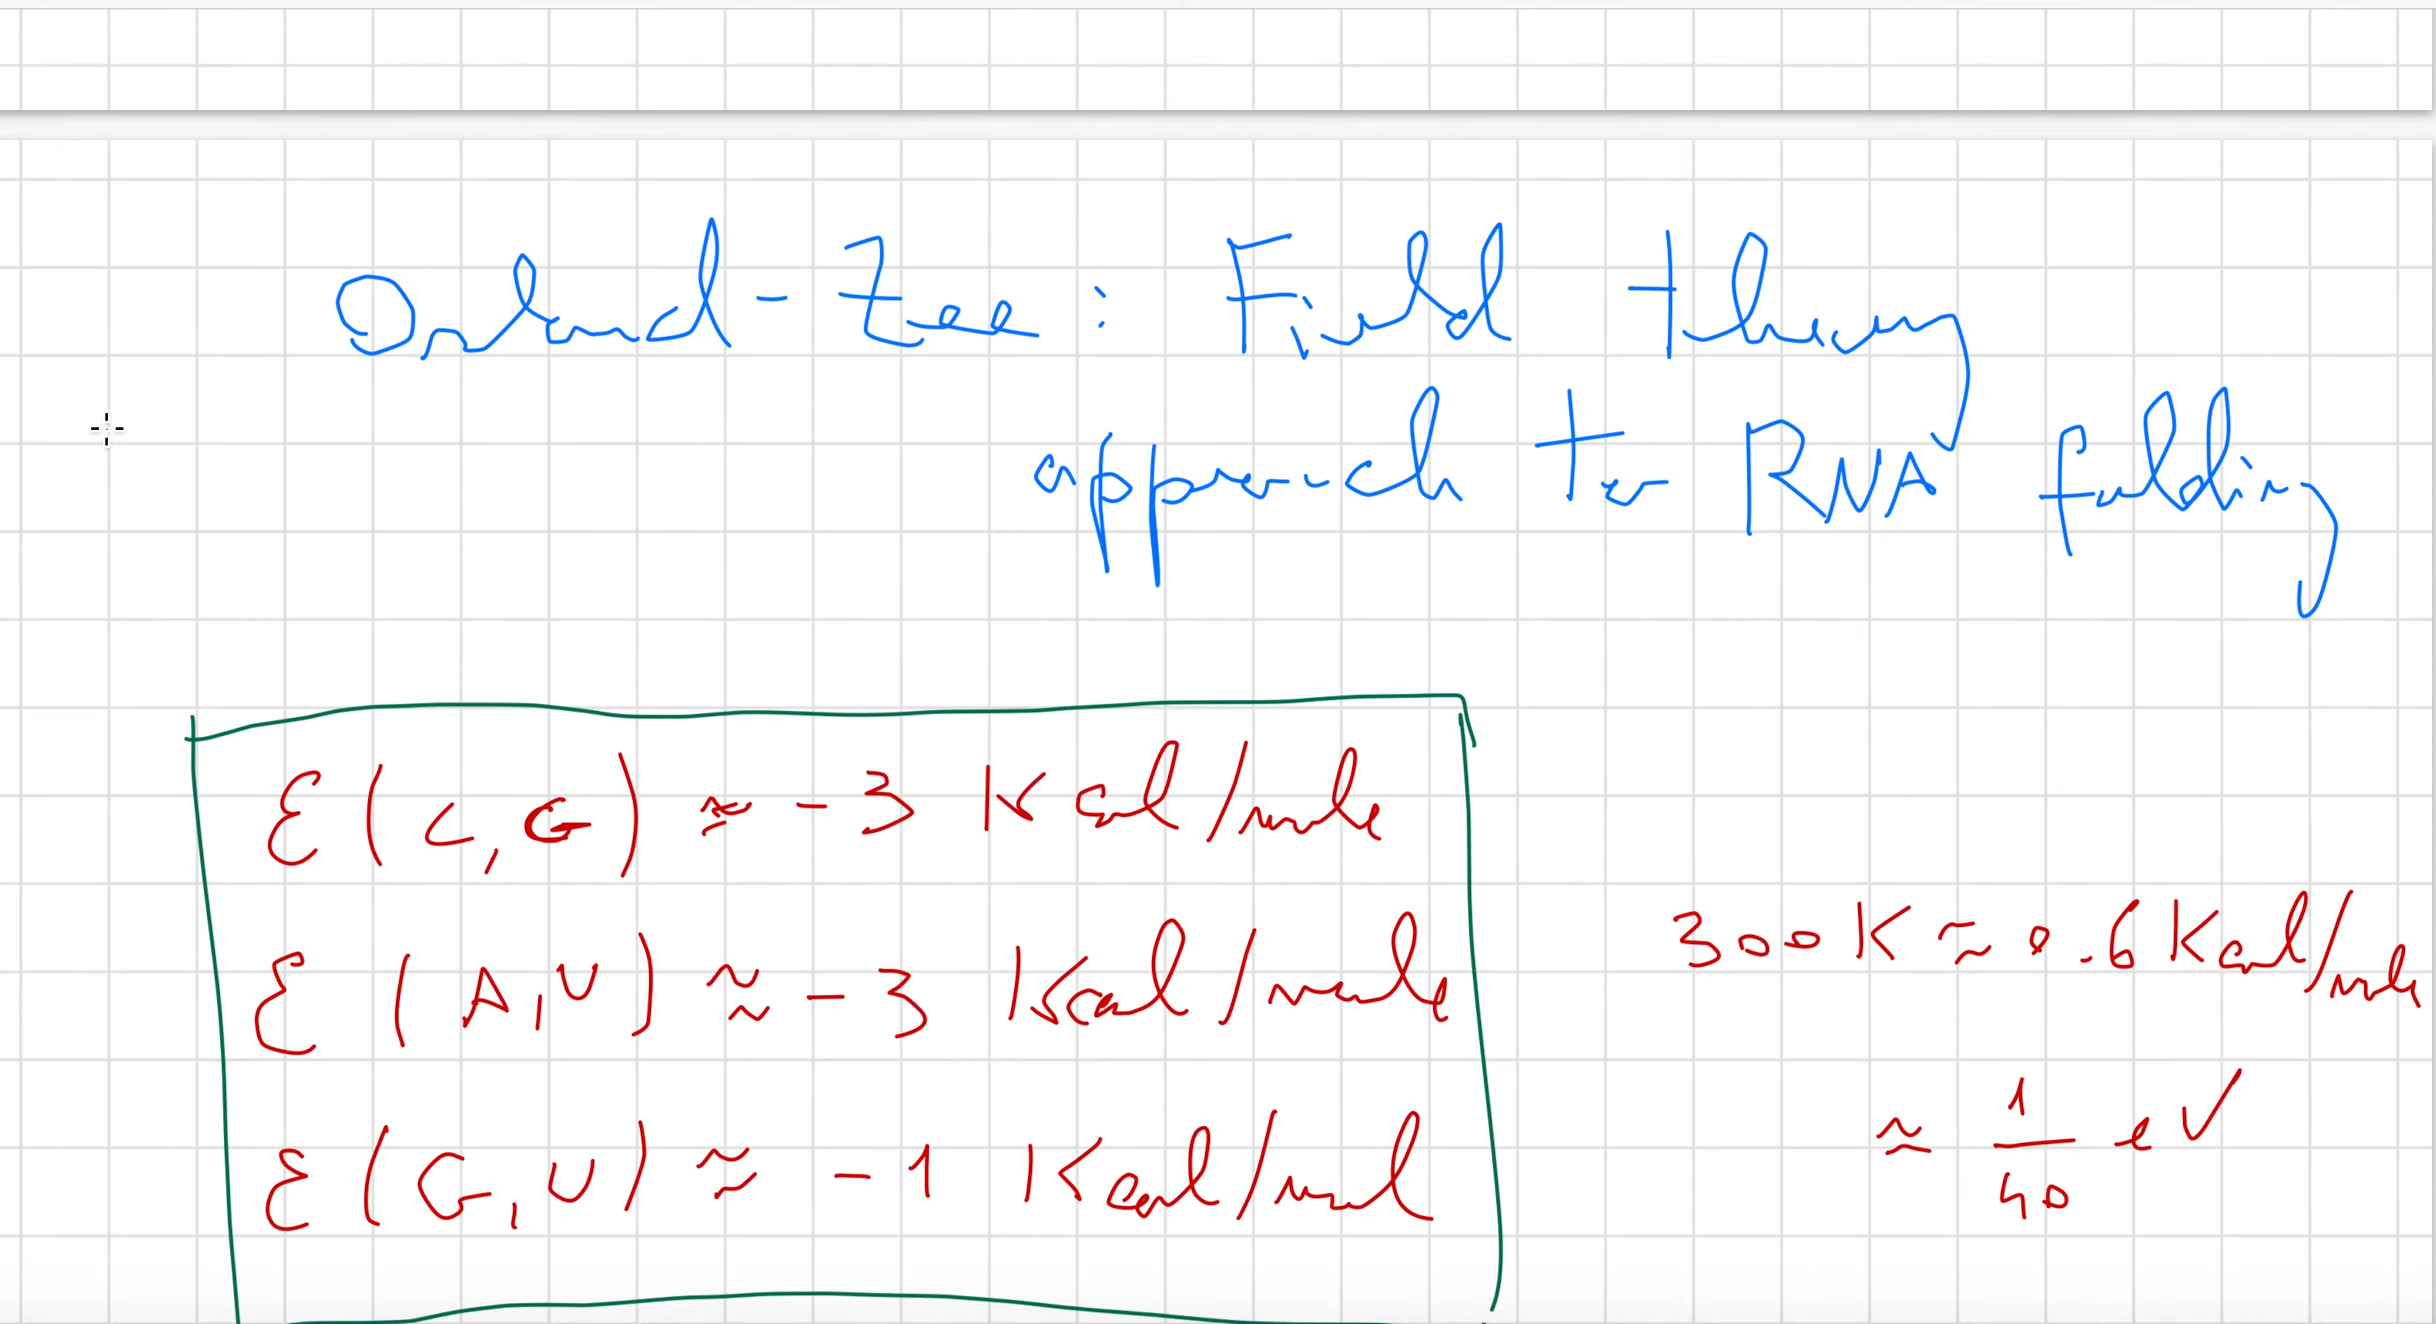 Orland-Zee: Field theory
approach to RNA folding
ε(C, G) ≈ -3 Kcal/mole
300K ≈ 0.6 Kcal/mole
ε(A, U) ≈ -3 Kcal/mole
≈ 1/40 eV
ε(G, U) ≈ -1 Kcal/mol